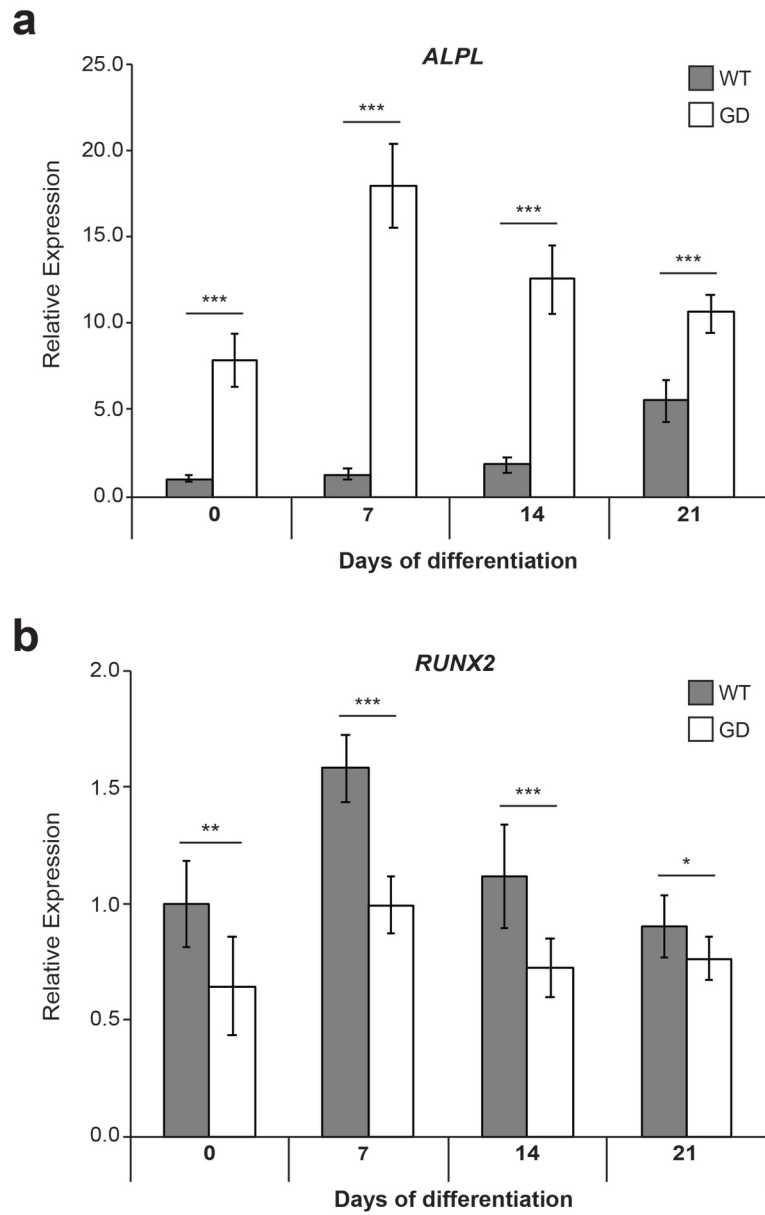 a
ALPL
25.0
20.0
15.0
10.0
5.0
0.0
Relative Expression
WT
GD
***
***
***
***
0 7 14 21
Days of differentiation
b
RUNX2
2.0
1.5
1.0
0.5
0.0
Relative Expression
WT
GD
**
***
***
*
0 7 14 21
Days of differentiation